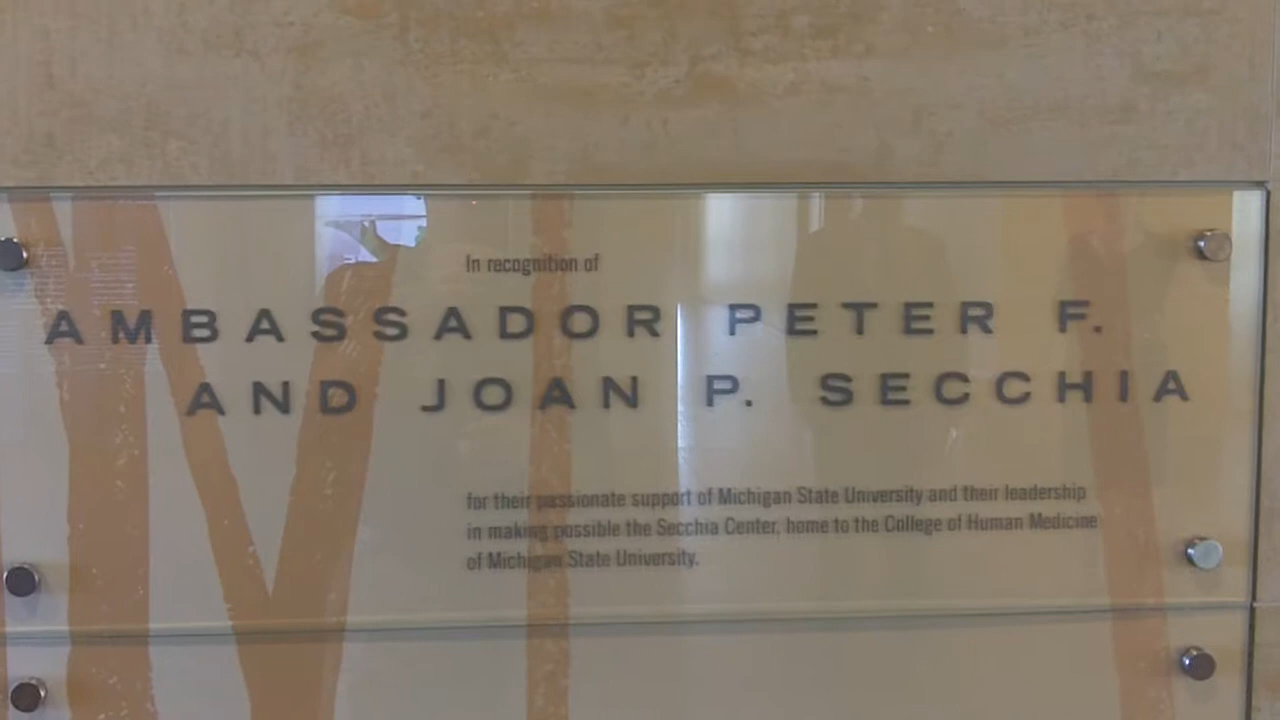 In recognition of
AMBASSADOR PETER F.
AND JOAN P. SECCHIA
for their passionate support of Michigan State University and their leadership
in making possible the Secchia Center, home to the College of Human Medicine
of Michigan State University.